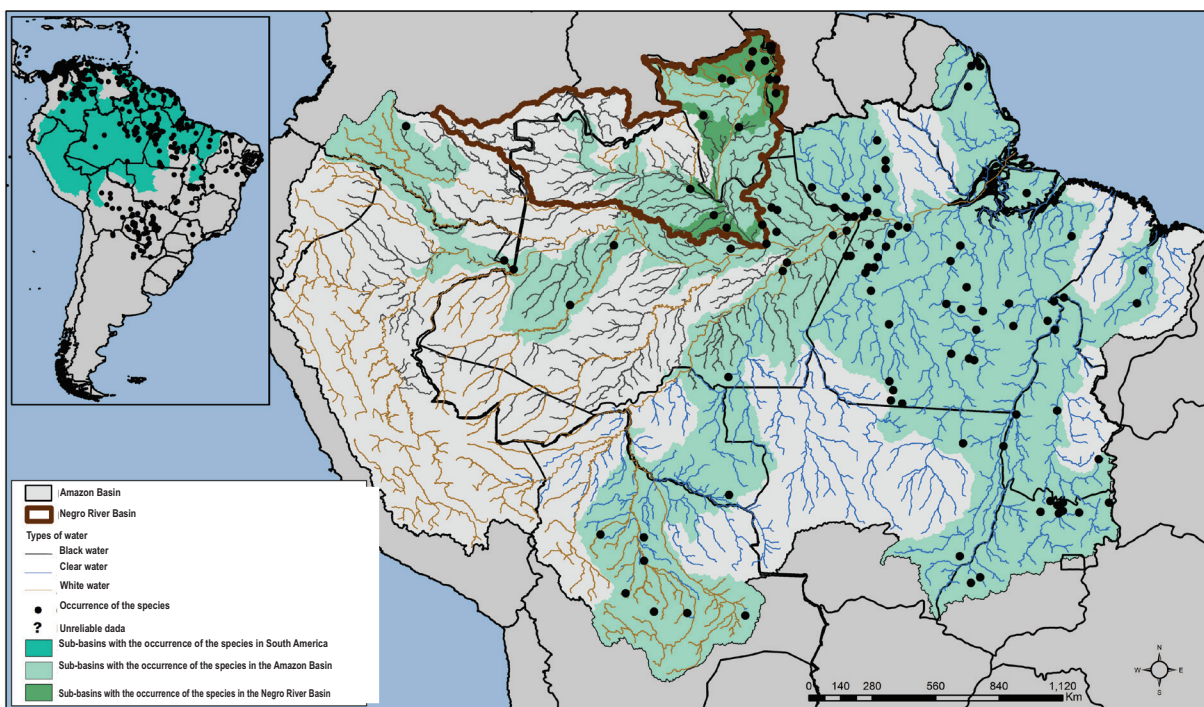 ?
Amazon Basin
Negro River Basin
Types of water
Black water
Clear water
White water
Occurrence of the species
? Unreliable dada
Sub-basins with the occurrence of the species in South America
Sub-basins with the occurrence of the species in the Amazon Basin
Sub-basins with the occurrence of the species in the Negro River Basin
N
W E
S
0 140 280 560 840 1,120
Km